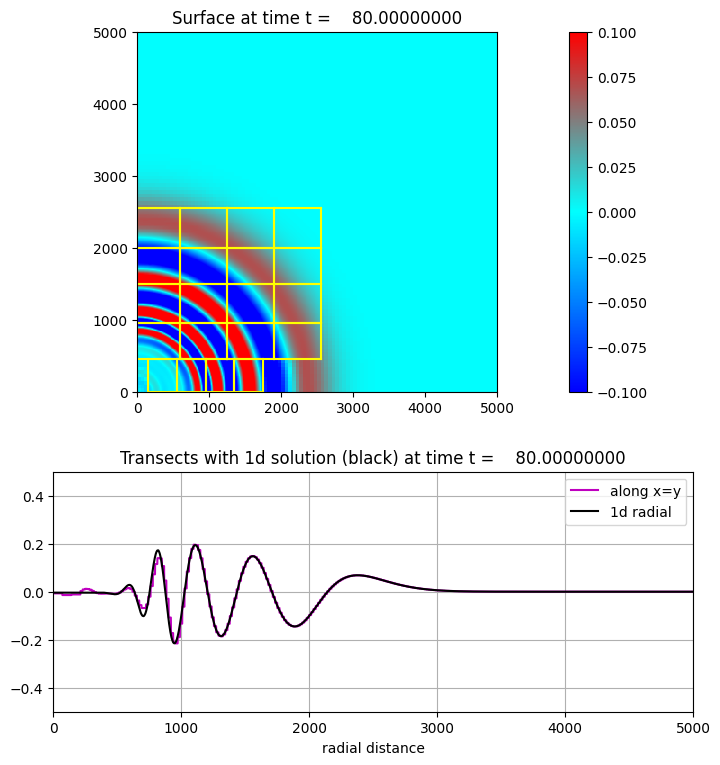 Surface at time t =    80.00000000
5000
4000
3000
2000
1000
0
0 1000 2000 3000 4000 5000
0.100
0.075
0.050
0.025
0.000
−0.025
−0.050
−0.075
−0.100
Transects with 1d solution (black) at time t =    80.00000000
0.4
0.2
0.0
−0.2
−0.4
along x=y
1d radial
0 1000 2000 3000 4000 5000
radial distance